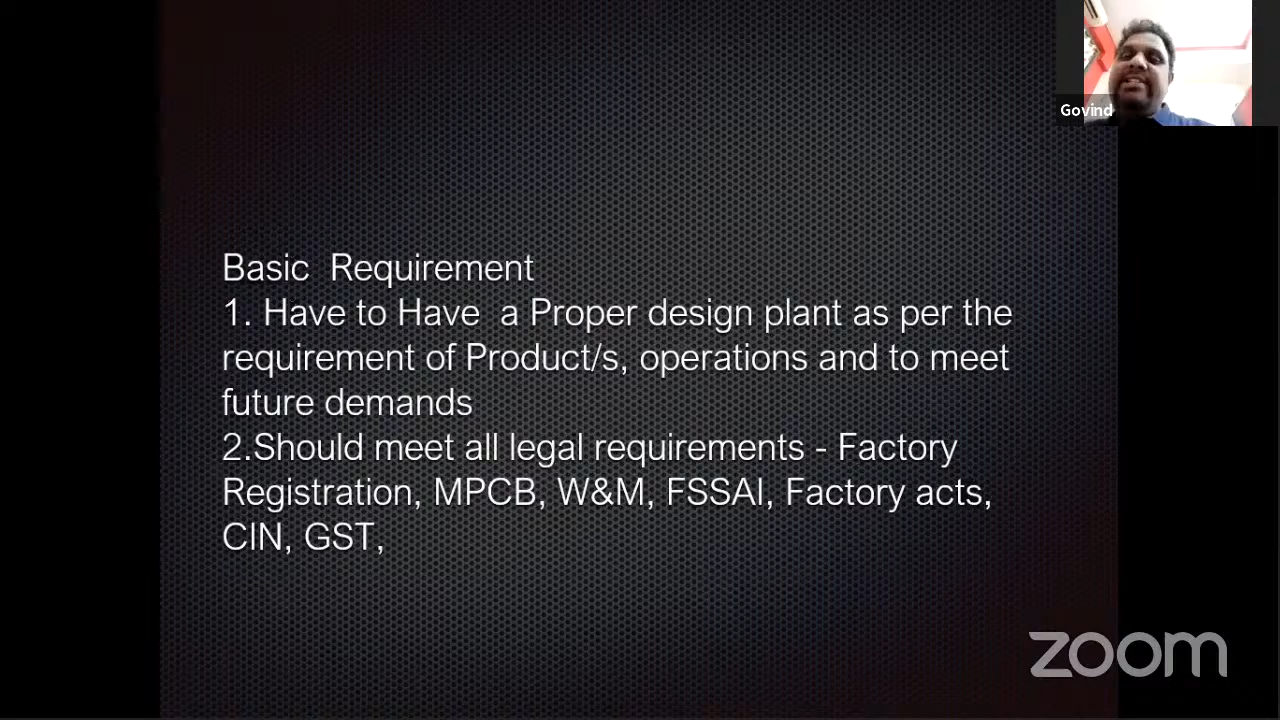 Govind
Basic Requirement
1. Have to Have a Proper design plant as per the
requirement of Product/s, operations and to meet
future demands
2.Should meet all legal requirements - Factory
Registration, MPCB, W&M, FSSAI, Factory acts,
CIN, GST,
zoom